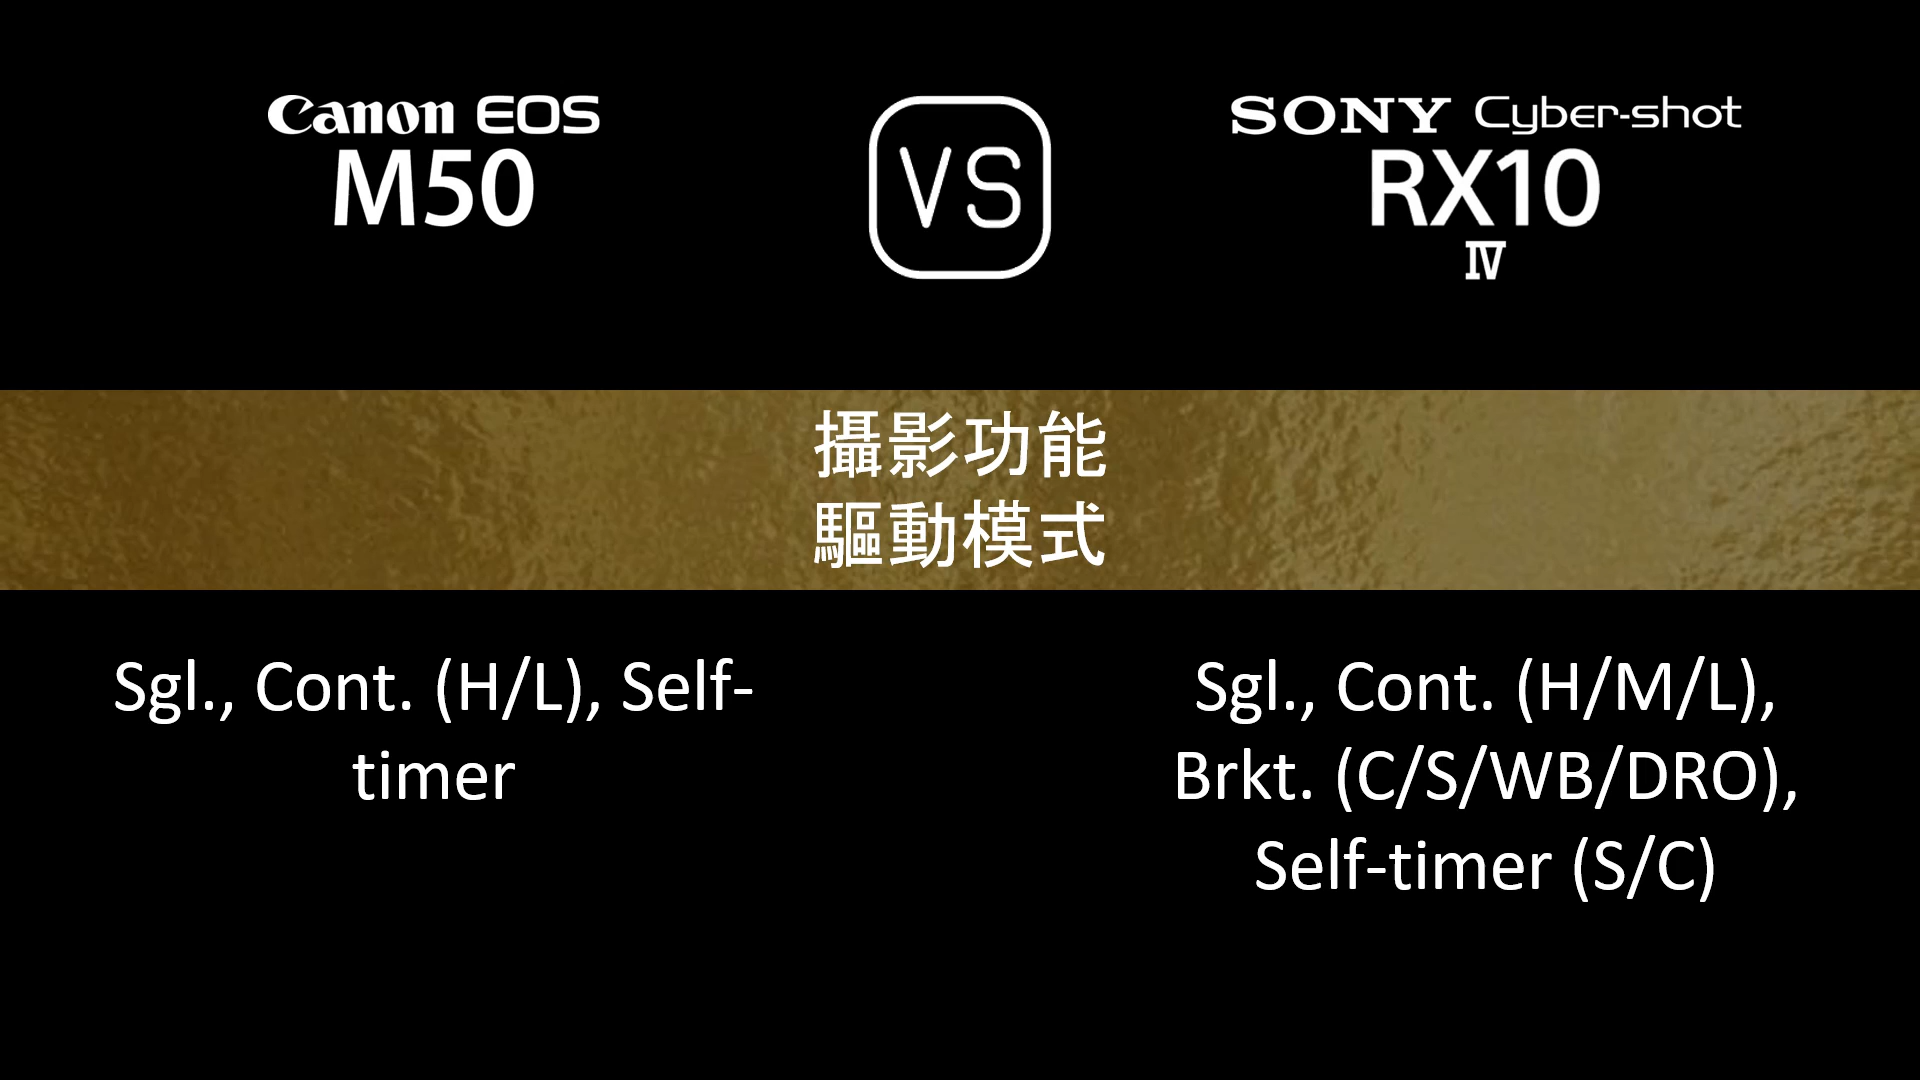 Canon EOS
M50
VS
SONY Cyber-shot
RX10
IV
攝影功能
驅動模式
Sgl., Cont. (H/L), Self-
timer
Sgl., Cont. (H/M/L),
Brkt. (C/S/WB/DRO),
Self-timer (S/C)